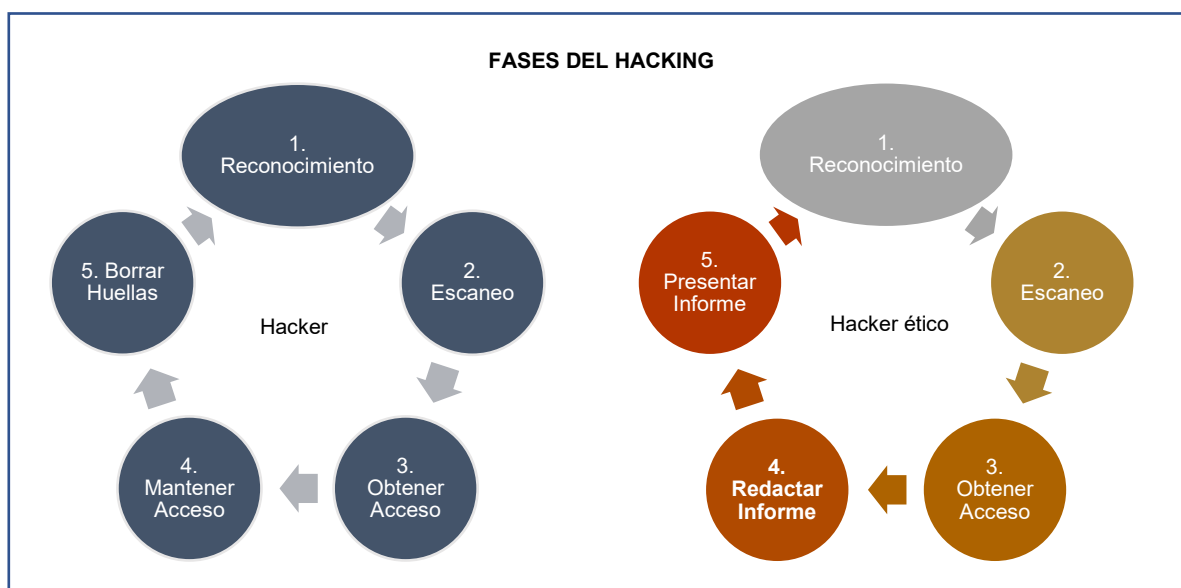 FASES DEL HACKING
1.
Reconocimiento
2.
Escaneo
3.
Obtener
Acceso
4.
Mantener
Acceso
5. Borrar
Huellas
Hacker
1.
Reconocimiento
2.
Escaneo
3.
Obtener
Acceso
4.
Redactar
Informe
5.
Presentar
Informe
Hacker ético